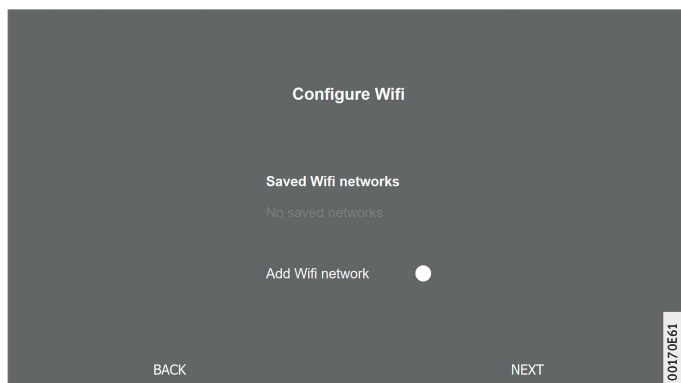 Configure Wifi
Saved Wifi networks
No saved networks
Add Wifi network
BACK
NEXT
00170E61